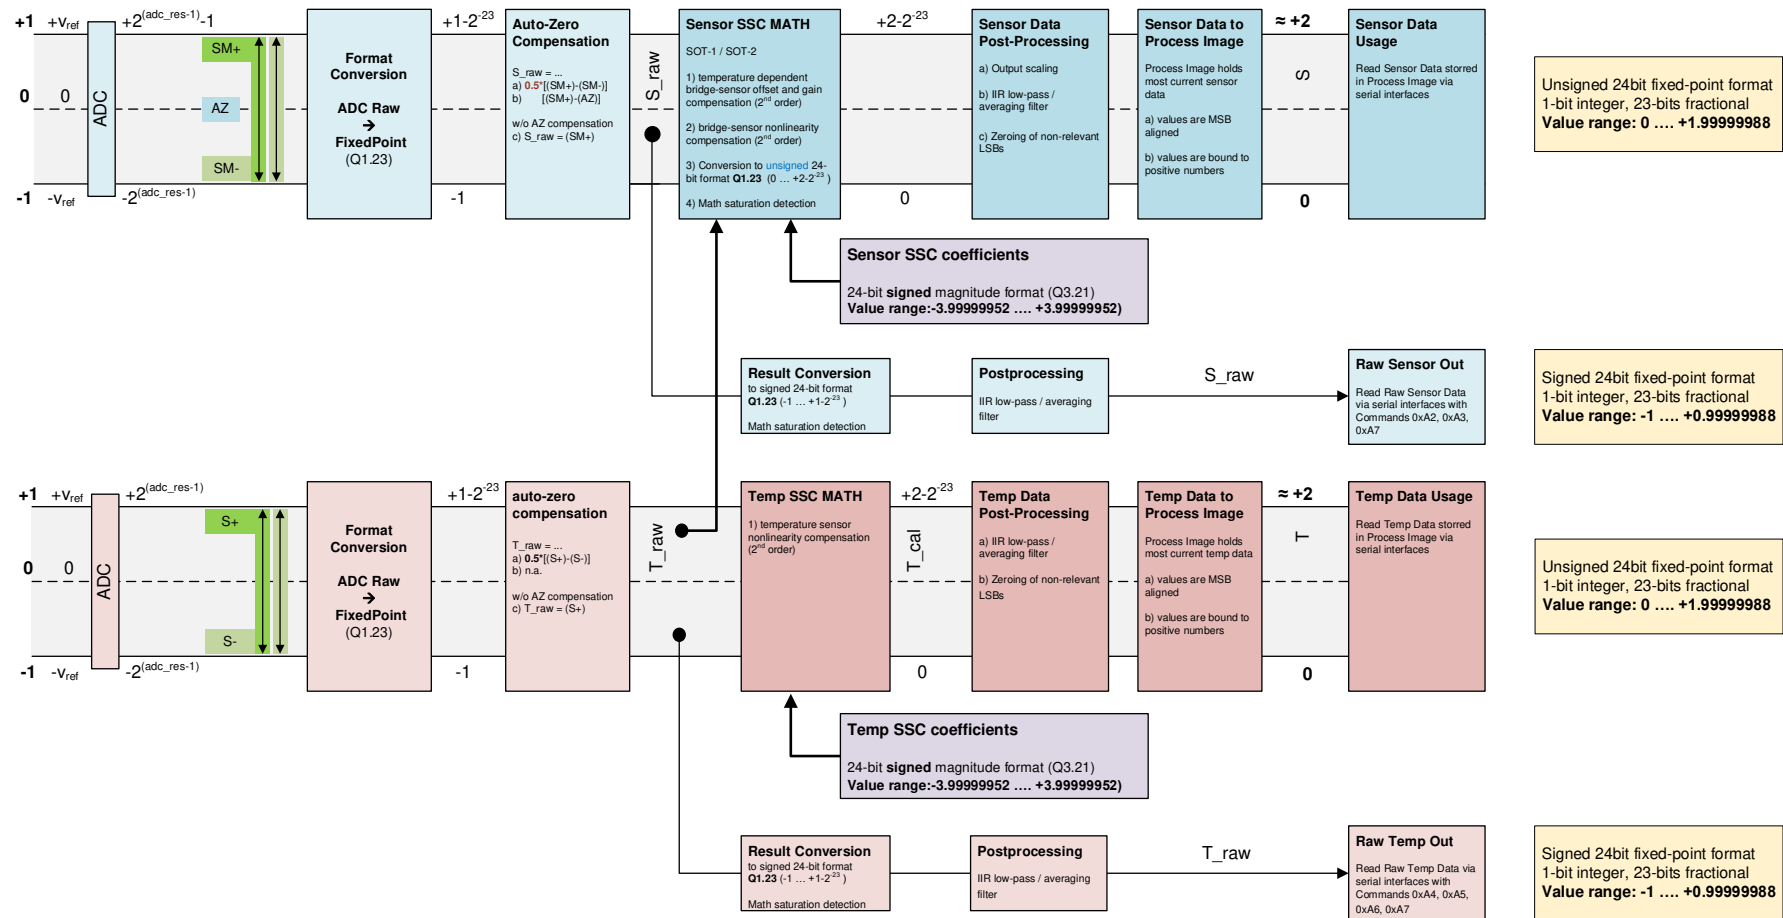 +1 +v_ref +2^(adc_res-1) -1
0 0
-1 -v_ref -2^(adc_res-1)
ADC
SM+
AZ
SM-
Format
Conversion
ADC Raw
→
FixedPoint
(Q1.23)
+1-2^-23
-1
Auto-Zero
Compensation
S_raw = ...
a) 0.5*[(SM+)-(SM-)]
b) [(SM+)-(AZ)]
w/o AZ compensation
c) S_raw = (SM+)
S_raw
Sensor SSC MATH
SOT-1 / SOT-2
1) temperature dependent
bridge-sensor offset and gain
compensation (2nd order)
2) bridge-sensor nonlinearity
compensation (2nd order)
3) Conversion to unsigned 24-
bit format Q1.23 (0 ... +2-2^-23 )
4) Math saturation detection
+2-2^-23
0
Sensor Data
Post-Processing
a) Output scaling
b) IIR low-pass /
averaging filter
c) Zeroing of non-relevant
LSBs
Sensor Data to
Process Image
Process Image holds
most current sensor
data
a) values are MSB
aligned
b) values are bound to
positive numbers
≈ +2
S
0
Sensor Data
Usage
Read Sensor Data storred
in Process Image via
serial interfaces
Unsigned 24bit fixed-point format
1-bit integer, 23-bits fractional
Value range: 0 .... +1.99999988
Sensor SSC coefficients
24-bit signed magnitude format (Q3.21)
Value range:-3.99999952 .... +3.99999952)
Result Conversion
to signed 24-bit format
Q1.23 (-1 ... +1-2^-23 )
Math saturation detection
Postprocessing
IIR low-pass / averaging
filter
S_raw
Raw Sensor Out
Read Raw Sensor Data
via serial interfaces with
Commands 0xA2, 0xA3,
0xA7
Signed 24bit fixed-point format
1-bit integer, 23-bits fractional
Value range: -1 .... +0.99999988
+1 +v_ref +2^(adc_res-1)
0 0
-1 -v_ref -2^(adc_res-1)
ADC
S+
S-
Format
Conversion
ADC Raw
→
FixedPoint
(Q1.23)
+1-2^-23
-1
auto-zero
compensation
T_raw = ...
a) 0.5*[(S+)-(S-)]
b) n.a.
w/o AZ compensation
c) T_raw = (S+)
T_raw
Temp SSC MATH
1) temperature sensor
nonlinearity compensation
(2nd order)
+2-2^-23
T_cal
0
Temp Data
Post-Processing
a) IIR low-pass /
averaging filter
b) Zeroing of non-relevant
LSBs
Temp Data to
Process Image
Process Image holds
most current temp data
a) values are MSB
aligned
b) values are bound to
positive numbers
≈ +2
T
0
Temp Data Usage
Read Temp Data storred
in Process Image via
serial interfaces
Unsigned 24bit fixed-point format
1-bit integer, 23-bits fractional
Value range: 0 .... +1.99999988
Temp SSC coefficients
24-bit signed magnitude format (Q3.21)
Value range:-3.99999952 .... +3.99999952)
Result Conversion
to signed 24-bit format
Q1.23 (-1 ... +1-2^-23 )
Math saturation detection
Postprocessing
IIR low-pass / averaging
filter
T_raw
Raw Temp Out
Read Raw Temp Data via
serial interfaces with
Commands 0xA4, 0xA5,
0xA6, 0xA7
Signed 24bit fixed-point format
1-bit integer, 23-bits fractional
Value range: -1 .... +0.99999988